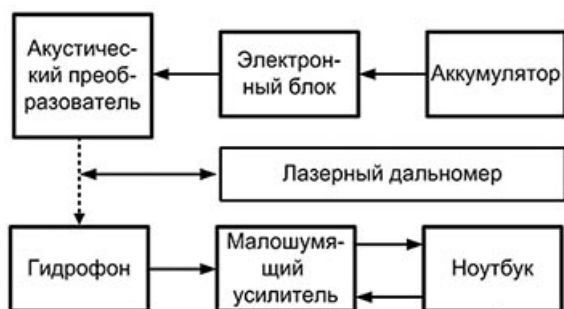 Акустичес-
кий преоб-
разователь
Электрон-
ный блок
Аккумулятор
Лазерный дальномер
Гидрофон
Малошумя-
щий
усилитель
Ноутбук